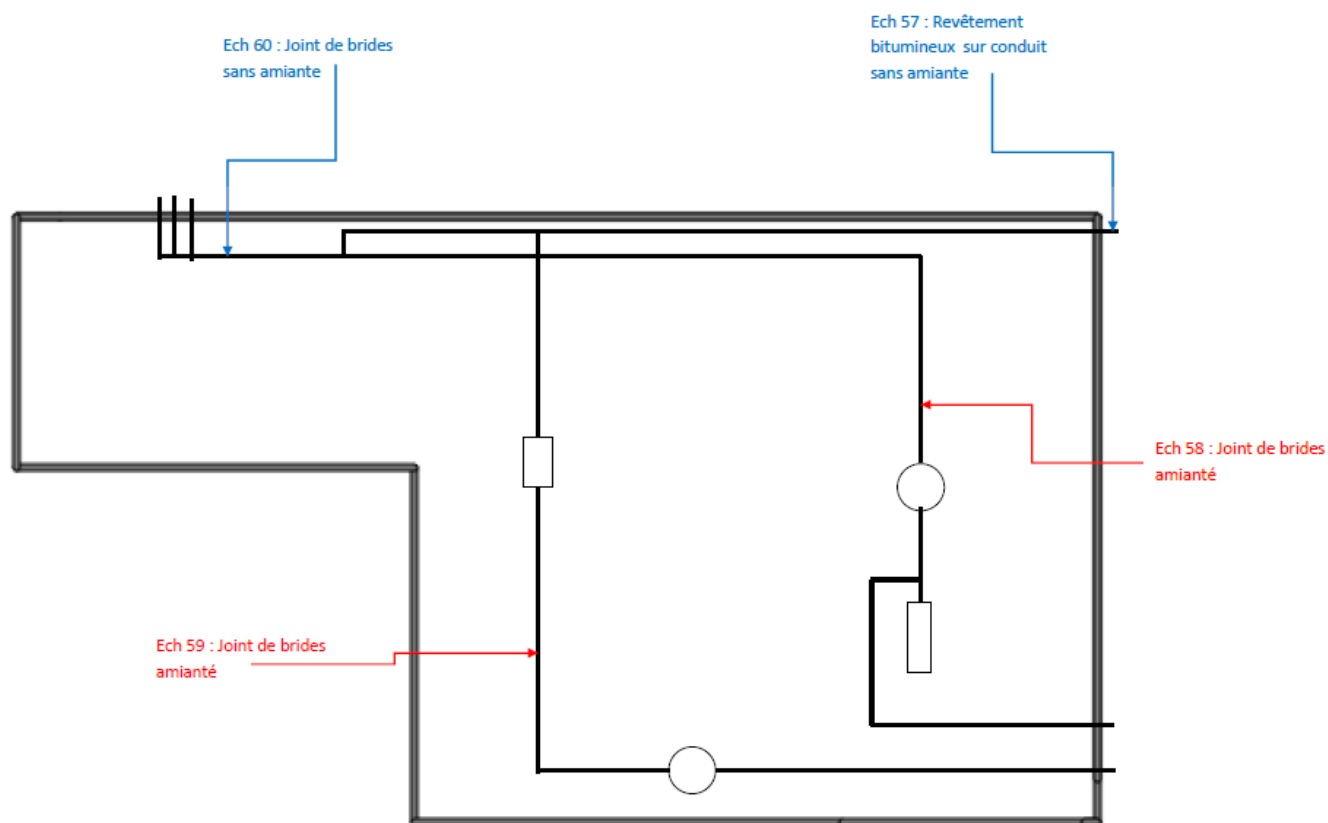 Ech 57 : Revêtement
bitumineux sur conduit
sans amiante
Ech 60 : Joint de brides
sans amiante
Ech 58 : Joint de brides
amianté
Ech 59 : Joint de brides
amianté